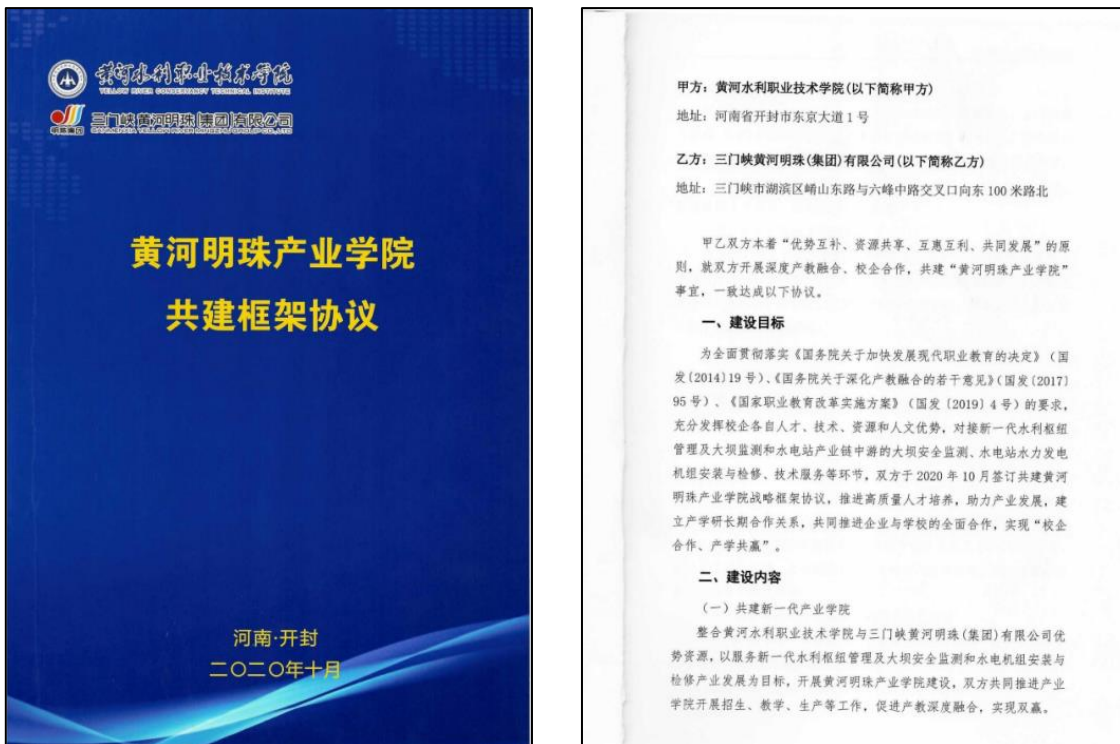 黄河水利职业技术学院
YELLOW RIVER CONSERVANCY TECHNICAL INSTITUTE
明珠集团
三门峡黄河明珠(集团)有限公司
黄河明珠产业学院
共建框架协议
河南·开封
二〇二〇年十月
甲方：黄河水利职业技术学院(以下简称甲方)
地址：河南省开封市东京大道1号
乙方：三门峡黄河明珠(集团)有限公司(以下简称乙方)
地址：三门峡市湖滨区崤山东路与六峰中路交叉口向东100米路北
甲乙双方本着“优势互补、资源共享、互惠互利、共同发展”的原
则，就双方开展深度产教融合、校企合作，共建“黄河明珠产业学院”
事宜，一致达成以下协议。
一、建设目标
为全面贯彻落实《国务院关于加快发展现代职业教育的决定》（国
发〔2014〕19号）、《国务院关于深化产教融合的若干意见》（国发〔2017〕
95号）、《国家职业教育改革实施方案》（国发〔2019〕4号）的要求，
充分发挥校企各自人才、技术、资源和人文优势，对接新一代水利枢纽
管理及大坝监测和水电站产业链中游的大坝安全监测、水电站水力发电
机组安装与检修、技术服务等环节，双方于2020年10月签订共建黄河
明珠产业学院战略框架协议，推进高质量人才培养，助力产业发展，建
立产学研长期合作关系，共同推进企业与学校的全面合作，实现“校企
合作、产学共赢”。
二、建设内容
（一）共建新一代产业学院
整合黄河水利职业技术学院与三门峡黄河明珠(集团)有限公司优
势资源，以服务新一代水利枢纽管理及大坝安全监测和水电机组安装与
检修产业发展为目标，开展黄河明珠产业学院建设，双方共同推进产业
学院开展招生、教学、生产等工作，促进产教深度融合，实现双赢。